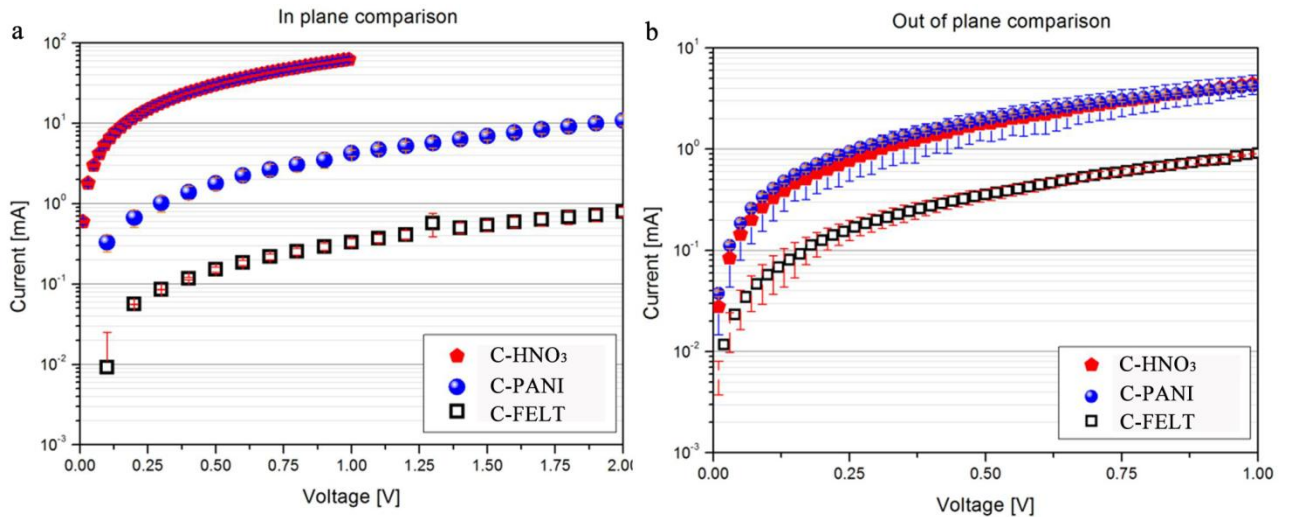 In plane comparison
a
10²
10¹
10⁰
10⁻¹
10⁻²
10⁻³
Current [mA]
C-HNO₃
C-PANI
C-FELT
0.00 0.25 0.50 0.75 1.00 1.25 1.50 1.75 2.00
Voltage [V]
Out of plane comparison
b
10¹
10⁰
10⁻¹
10⁻²
10⁻³
Current [mA]
C-HNO₃
C-PANI
C-FELT
0.00 0.25 0.50 0.75 1.00
Voltage [V]